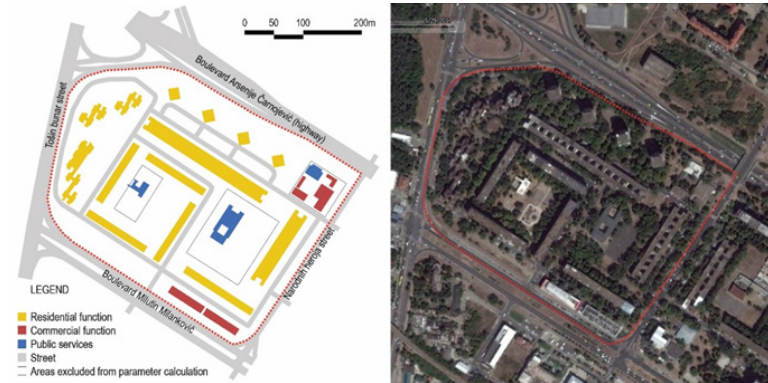 0 50 100 200m
Boulevard Arsenije Čarnojević (highway)
Tošin bunar street
Narodnih heroja street
Boulevard Milutin Milanković
LEGEND
Residential function
Commercial function
Public services
Street
Areas excluded from parameter calculation